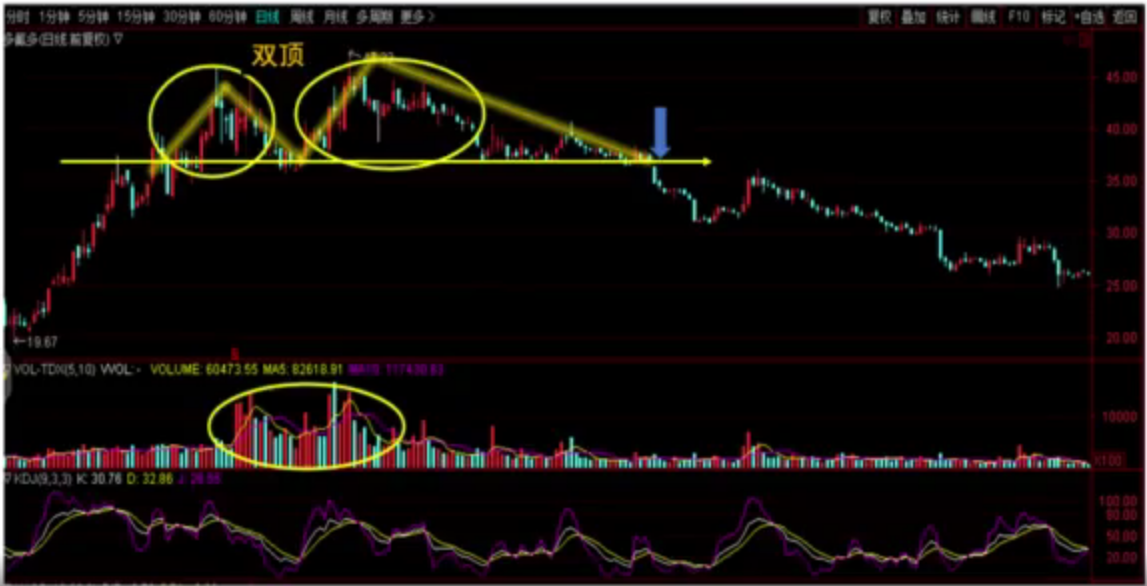 分时 1分钟 5分钟 15分钟 30分钟 60分钟 日线 周线 月线 多周期 更多〉 复权 叠加 统计 画线 F10 标记 +自选 返回
多氟多(日线.前复权) ▽
双顶
45.00
40.00
35.00
30.00
25.00
20.00
←19.67
VOL-TDX(5,10) VVOL: - VOLUME: 60473.55 MA5: 82618.91
10000
X100
KDJ(9,3,3) K: 30.76 D: 32.86
100.00
80.00
50.00
20.00